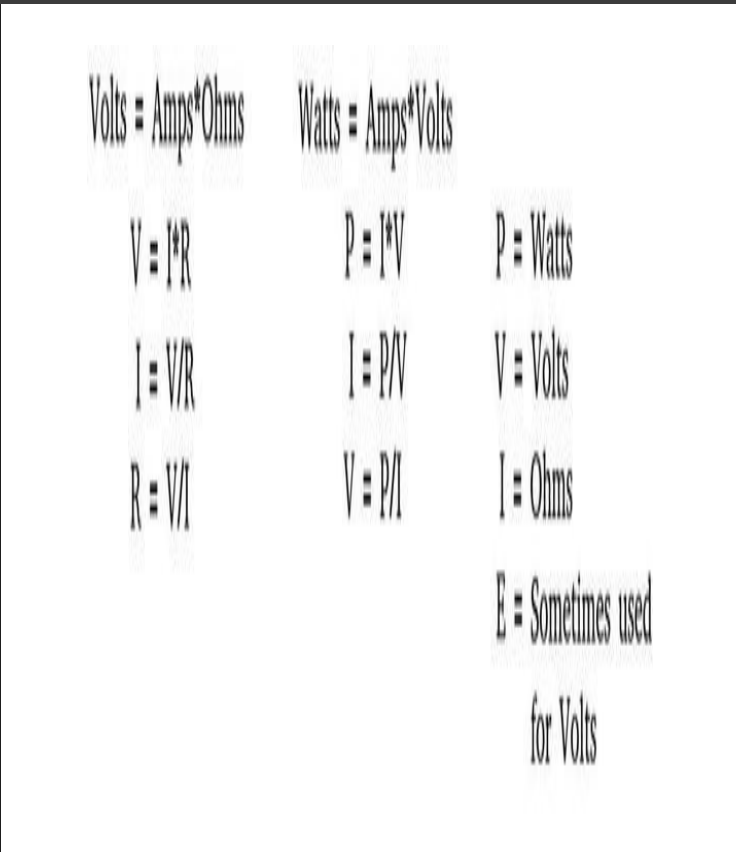 Volts = Amps*Ohms
V = I*R
I = V/R
R = V/I
Watts = Amps*Volts
P = I*V
I = P/V
V = P/I
P = Watts
V = Volts
I = Ohms
E = Sometimes used
for Volts